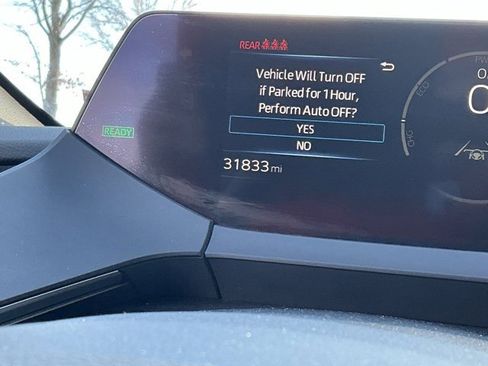 REAR
Vehicle Will Turn OFF
if Parked for 1 Hour,
Perform Auto OFF?
YES
NO
READY
31833 mi
ECO
CHG